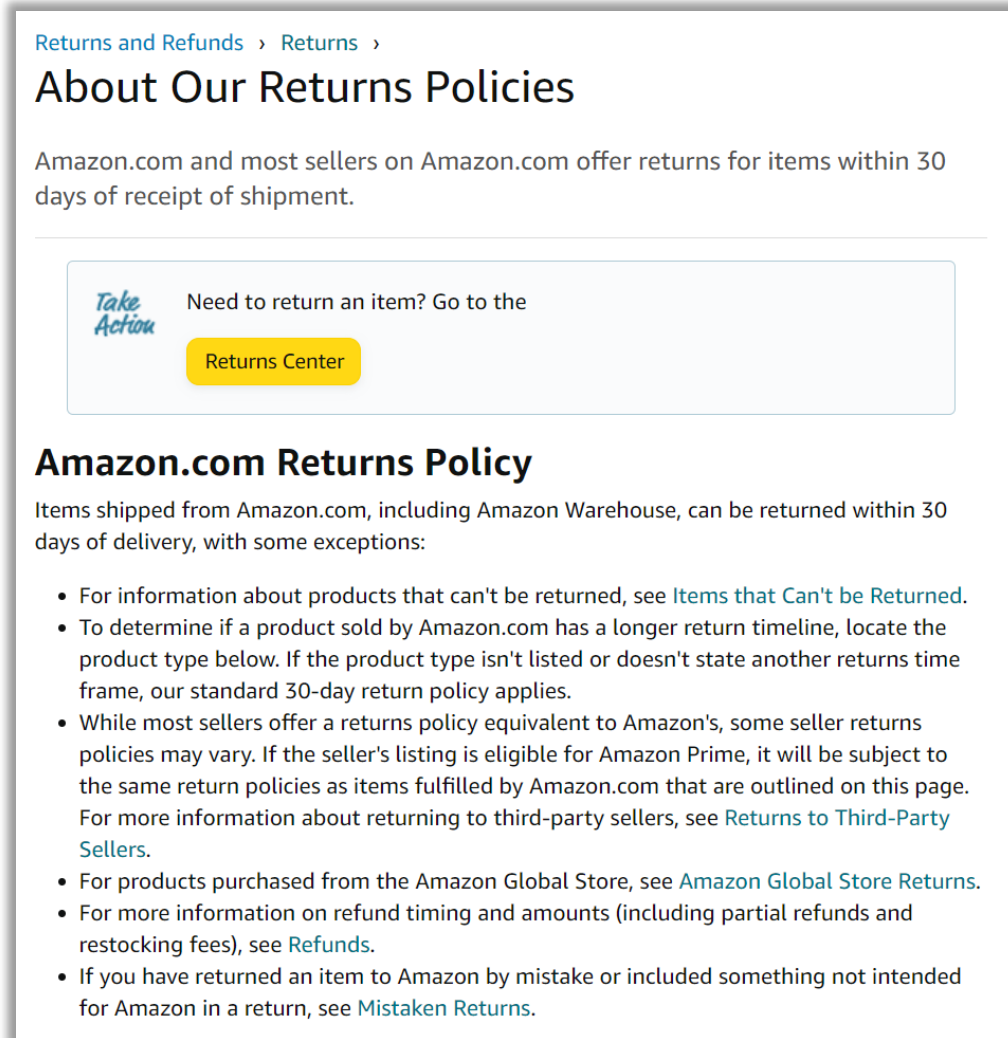 Returns and Refunds › Returns ›
About Our Returns Policies
Amazon.com and most sellers on Amazon.com offer returns for items within 30
days of receipt of shipment.
Take
Action
Need to return an item? Go to the
Returns Center
Amazon.com Returns Policy
Items shipped from Amazon.com, including Amazon Warehouse, can be returned within 30
days of delivery, with some exceptions:
• For information about products that can't be returned, see Items that Can't be Returned.
• To determine if a product sold by Amazon.com has a longer return timeline, locate the
product type below. If the product type isn't listed or doesn't state another returns time
frame, our standard 30-day return policy applies.
• While most sellers offer a returns policy equivalent to Amazon's, some seller returns
policies may vary. If the seller's listing is eligible for Amazon Prime, it will be subject to
the same return policies as items fulfilled by Amazon.com that are outlined on this page.
For more information about returning to third-party sellers, see Returns to Third-Party
Sellers.
• For products purchased from the Amazon Global Store, see Amazon Global Store Returns.
• For more information on refund timing and amounts (including partial refunds and
restocking fees), see Refunds.
• If you have returned an item to Amazon by mistake or included something not intended
for Amazon in a return, see Mistaken Returns.